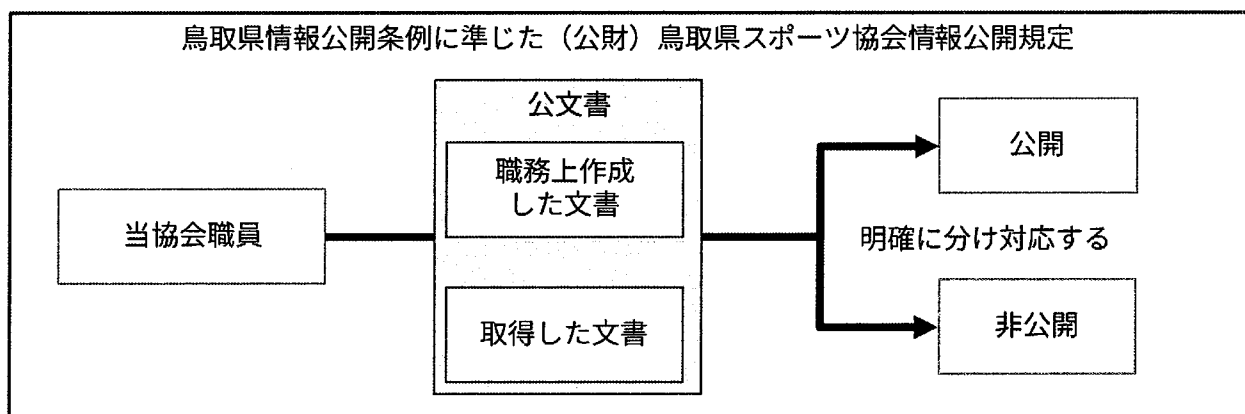 鳥取県情報公開条例に準じた（公財）鳥取県スポーツ協会情報公開規定
公文書
職務上作成
した文書
当協会職員
取得した文書
公開
明確に分け対応する
非公開